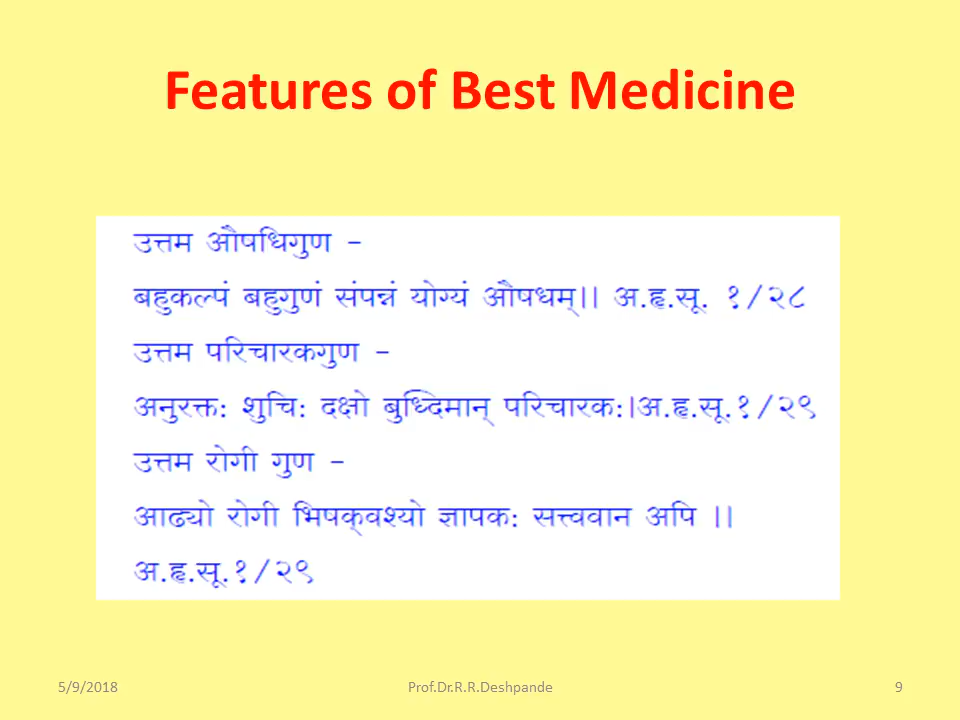 Features of Best Medicine
उत्तम औषधिगुण –
बहुकल्पं बहुगुणं संपन्नं योग्यं औषधम्।। अ.हृ.सू. १/२८
उत्तम परिचारकगुण –
अनुरक्तः शुचिः दक्षो बुध्दिमान् परिचारकः।अ.हृ.सू.१/२९
उत्तम रोगी गुण –
आढ्यो रोगी भिषक्‌वश्यो ज्ञापकः सत्त्ववान अपि ।।
अ.हृ.सू.१/२९
5/9/2018
Prof.Dr.R.R.Deshpande
9